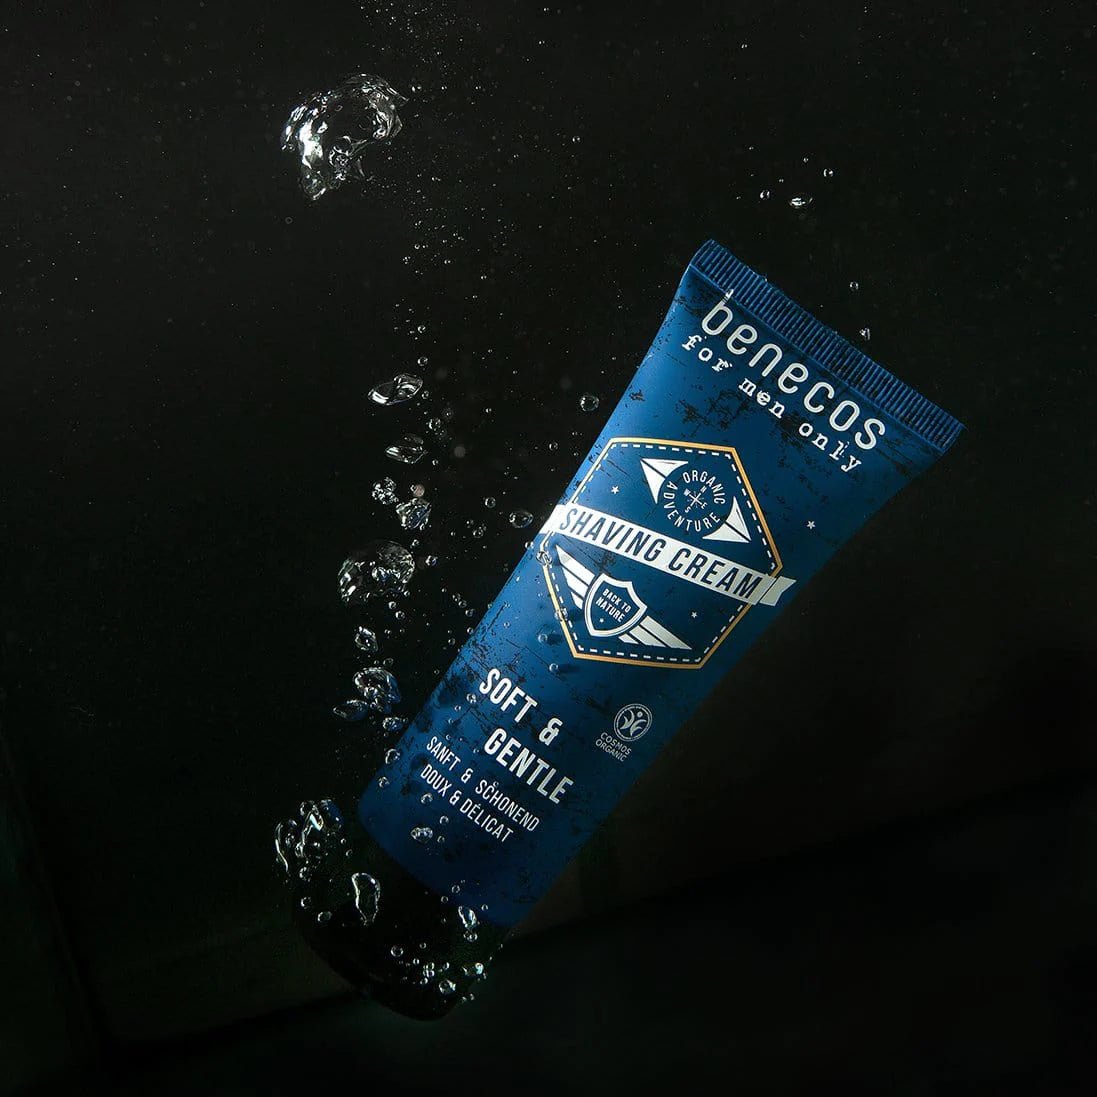 benecos
for men only
ORGANIC
ADVENTURE
N
W E
S
SHAVING CREAM
BACK TO
NATURE
SOFT &
GENTLE
SANFT & SCHONEND
DOUX & DÉLICAT
COSMOS
ORGANIC